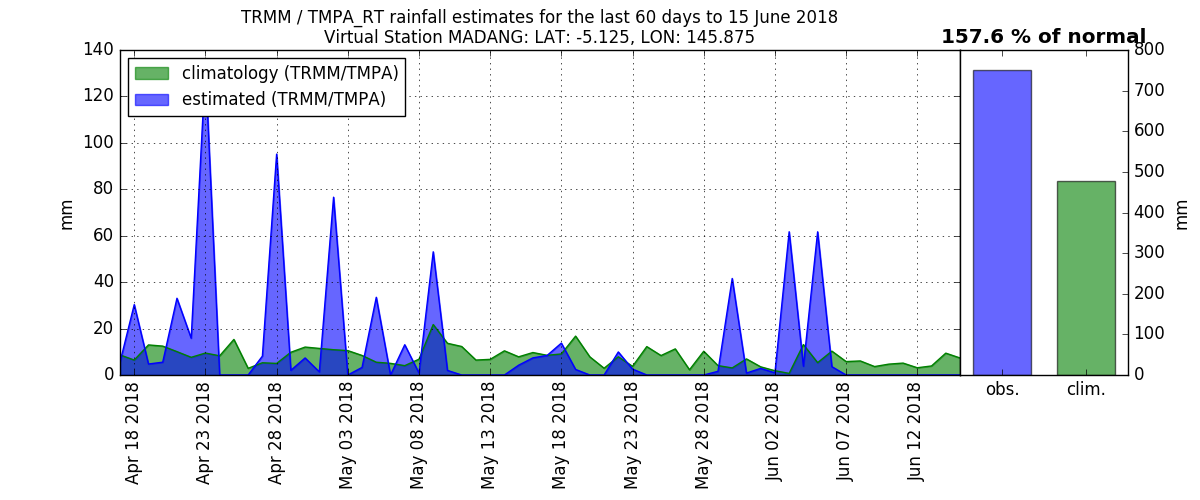 TRMM / TMPA_RT rainfall estimates for the last 60 days to 15 June 2018
Virtual Station MADANG: LAT: -5.125, LON: 145.875
157.6 % of normal
climatology (TRMM/TMPA)
estimated (TRMM/TMPA)
mm
140
120
100
80
60
40
20
0
Apr 18 2018
Apr 23 2018
Apr 28 2018
May 03 2018
May 08 2018
May 13 2018
May 18 2018
May 23 2018
May 28 2018
Jun 02 2018
Jun 07 2018
Jun 12 2018
800
700
600
500
400
300
200
100
0
mm
obs.
clim.